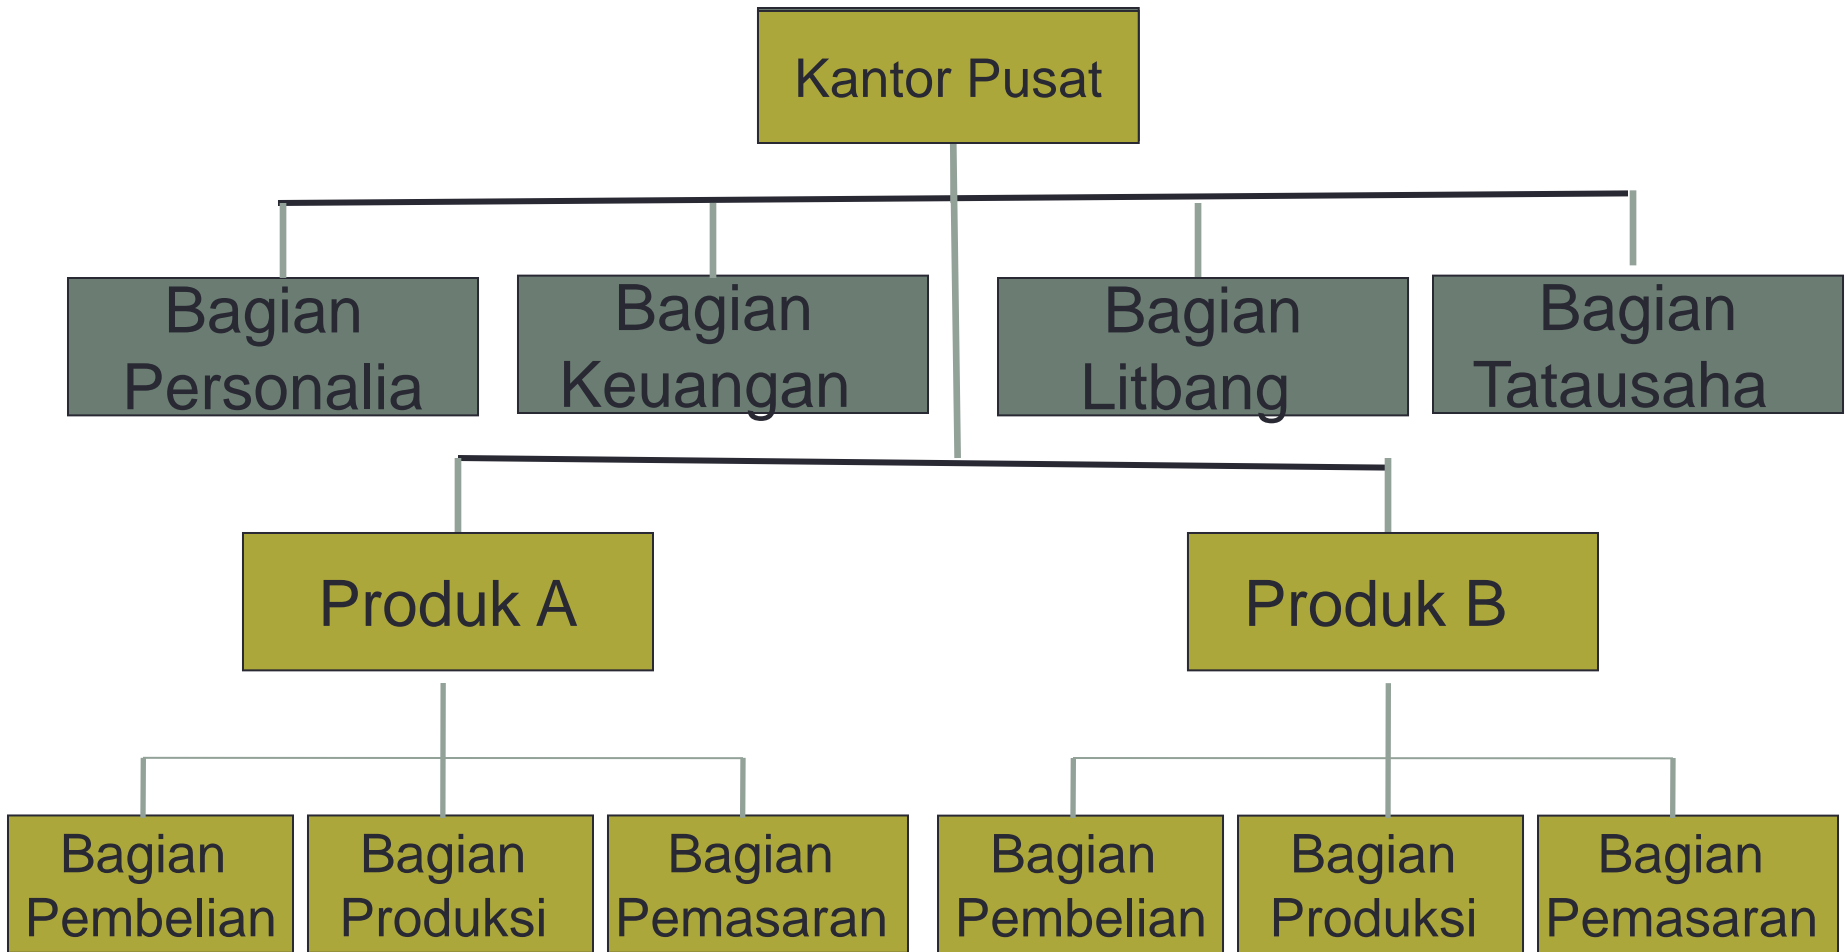 Kantor Pusat
Bagian
Personalia
Bagian
Keuangan
Bagian
Litbang
Bagian
Tatausaha
Produk A
Produk B
Bagian
Pembelian
Bagian
Produksi
Bagian
Pemasaran
Bagian
Pembelian
Bagian
Produksi
Bagian
Pemasaran